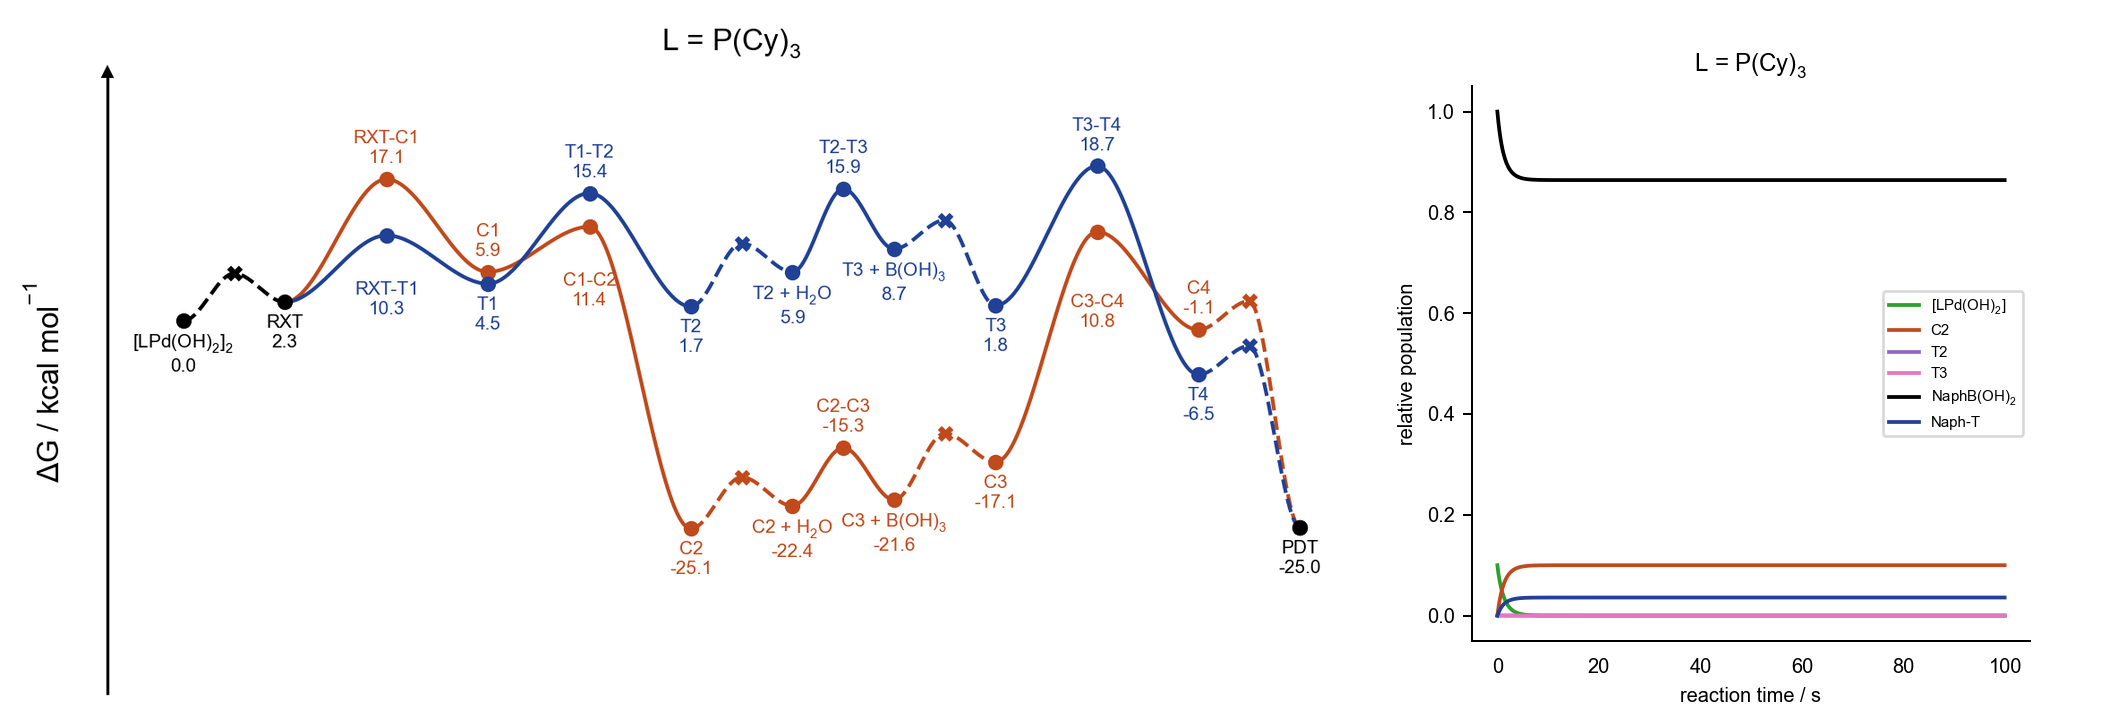 L = P(Cy)₃
ΔG / kcal mol⁻¹
[LPd(OH)₂]₂
0.0
RXT
2.3
RXT-C1
17.1
RXT-T1
10.3
C1
5.9
T1
4.5
T1-T2
15.4
C1-C2
11.4
T2
1.7
C2
-25.1
T2 + H₂O
5.9
C2 + H₂O
-22.4
T2-T3
15.9
C2-C3
-15.3
T3 + B(OH)₃
8.7
C3 + B(OH)₃
-21.6
T3
1.8
C3
-17.1
T3-T4
18.7
C3-C4
10.8
C4
-1.1
T4
-6.5
PDT
-25.0
L = P(Cy)₃
relative population
1.0
0.8
0.6
0.4
0.2
0.0
0 20 40 60 80 100
reaction time / s
[LPd(OH)₂]
C2
T2
T3
NaphB(OH)₂
Naph-T